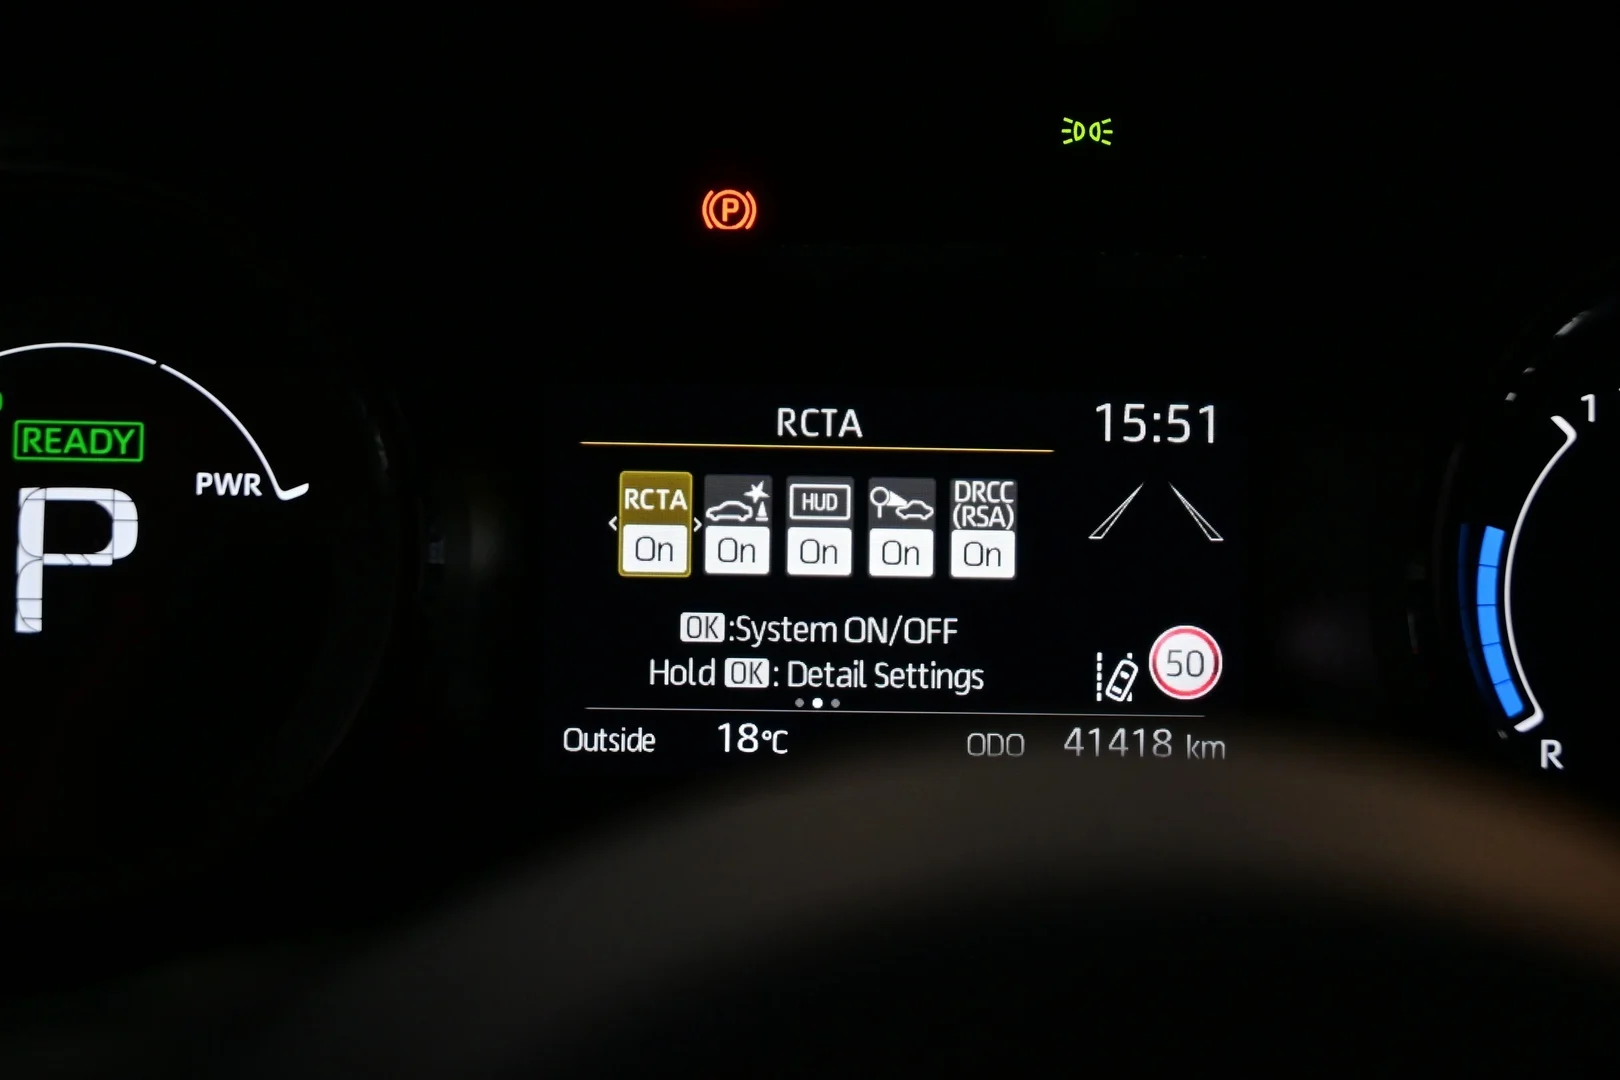 P
READY
PWR
P
RCTA
15:51
RCTA
HUD
DRCC
(RSA)
On
On
On
On
On
OK:System ON/OFF
Hold OK: Detail Settings
50
Outside 18°C
ODO 41418 km
1
R